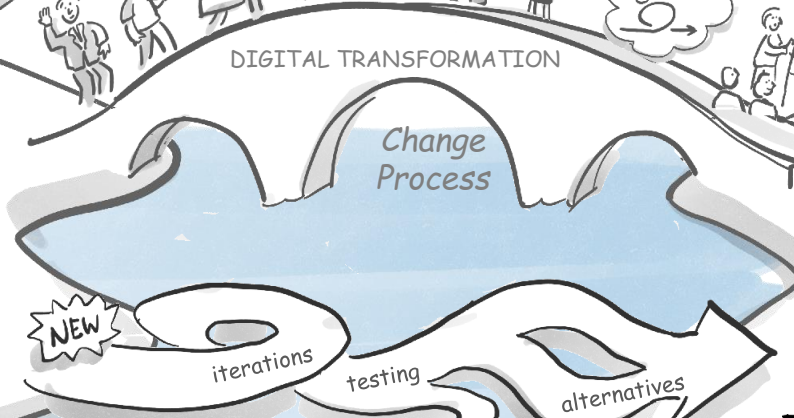 DIGITAL TRANSFORMATION
Change
Process
NEW
iterations
testing
alternatives